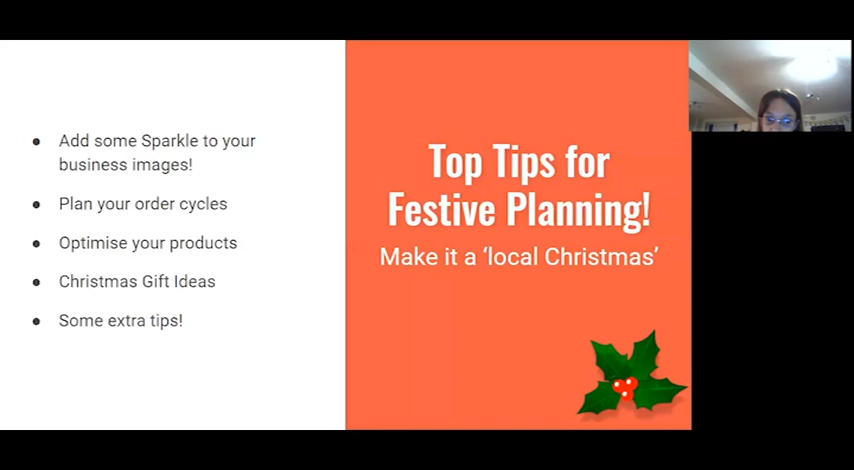 Add some Sparkle to your
business images!
Plan your order cycles
Optimise your products
Christmas Gift Ideas
Some extra tips!
Top Tips for
Festive Planning!
Make it a ‘local Christmas’